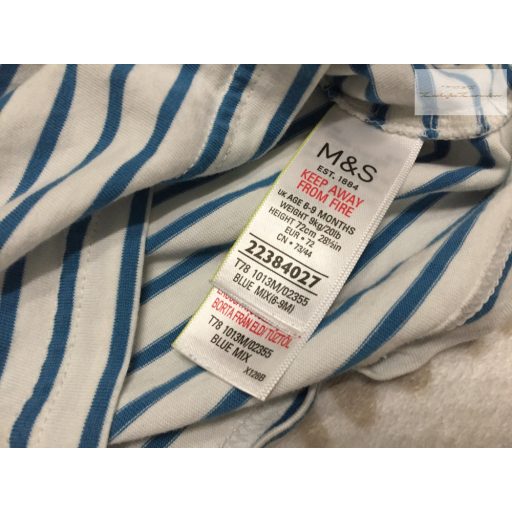 M&S
EST. 1884
KEEP AWAY
FROM FIRE
UK AGE 6-9 MONTHS
WEIGHT 9kg/20lb
HEIGHT 72cm 28½in
EUR • 72
CN • 73/44
22384027
T78 1013M/02355
BLUE MIX(6-9M)
BORTA FRÅN ELD! TŰZTŐL
T78 1013M/02355
BLUE MIX
X126B